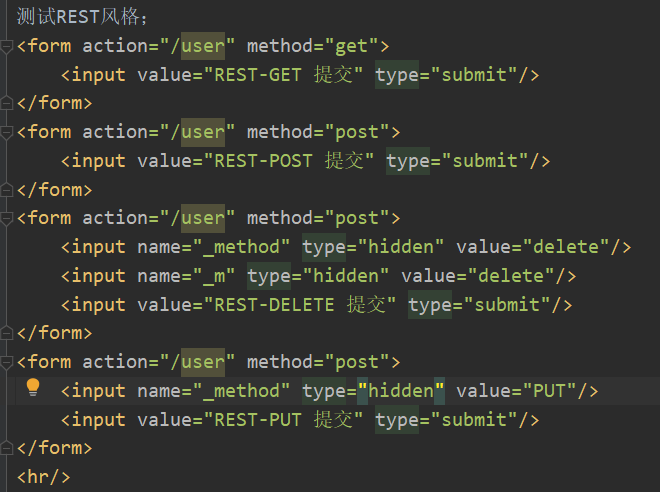 测试REST风格；
<form action="/user" method="get">
    <input value="REST-GET 提交" type="submit"/>
</form>
<form action="/user" method="post">
    <input value="REST-POST 提交" type="submit"/>
</form>
<form action="/user" method="post">
    <input name="_method" type="hidden" value="delete"/>
    <input name="_m" type="hidden" value="delete"/>
    <input value="REST-DELETE 提交" type="submit"/>
</form>
<form action="/user" method="post">
    <input name="_method" type="hidden" value="PUT"/>
    <input value="REST-PUT 提交" type="submit"/>
</form>
<hr/>